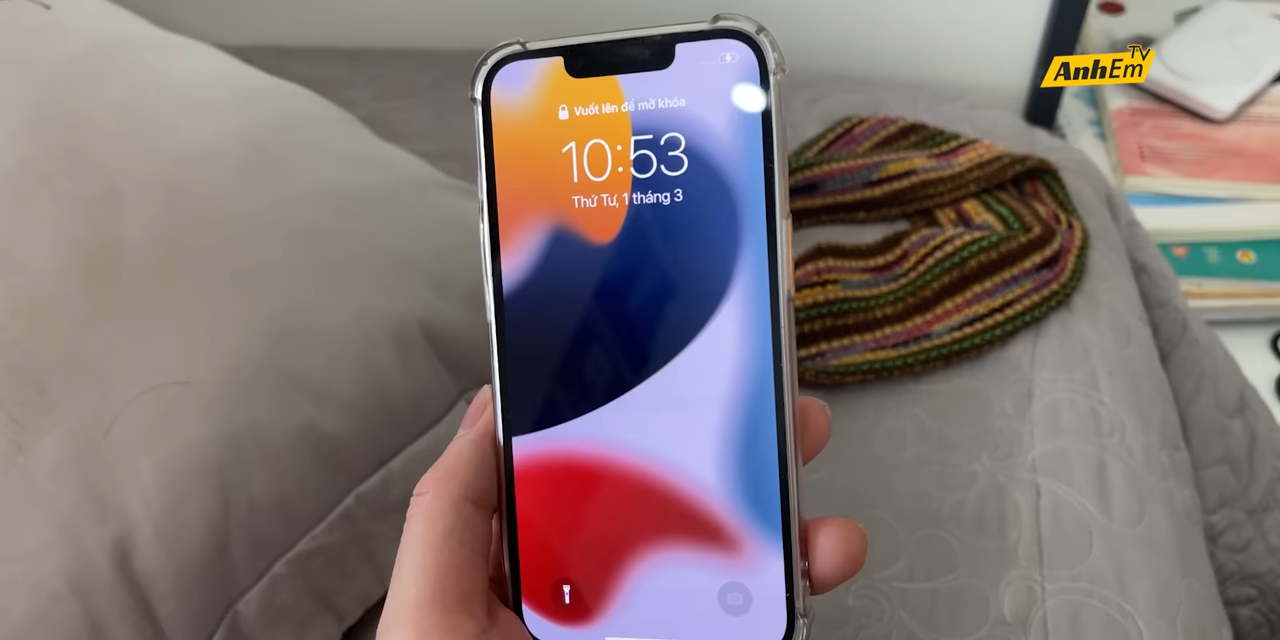 AnhEm TV
Vuốt lên để mở khóa
10:53
Thứ Tư, 1 tháng 3